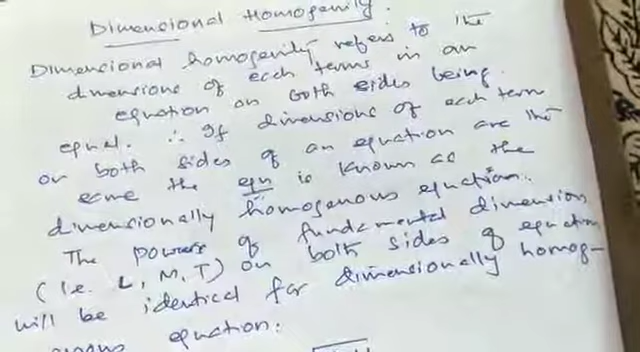 Dimensional Homogenity.
Dimensional homogenity refers to the
dimensions of each terms in an
equation on both sides being
equal. ∴ If dimensions of each term
on both sides of an equation are the
same the eqn is known as the
dimensionally homogenous equation.
The powers of fundamental dimension
(i.e. L, M, T) on both sides of equation
will be identical for dimensionally homog-
equation.